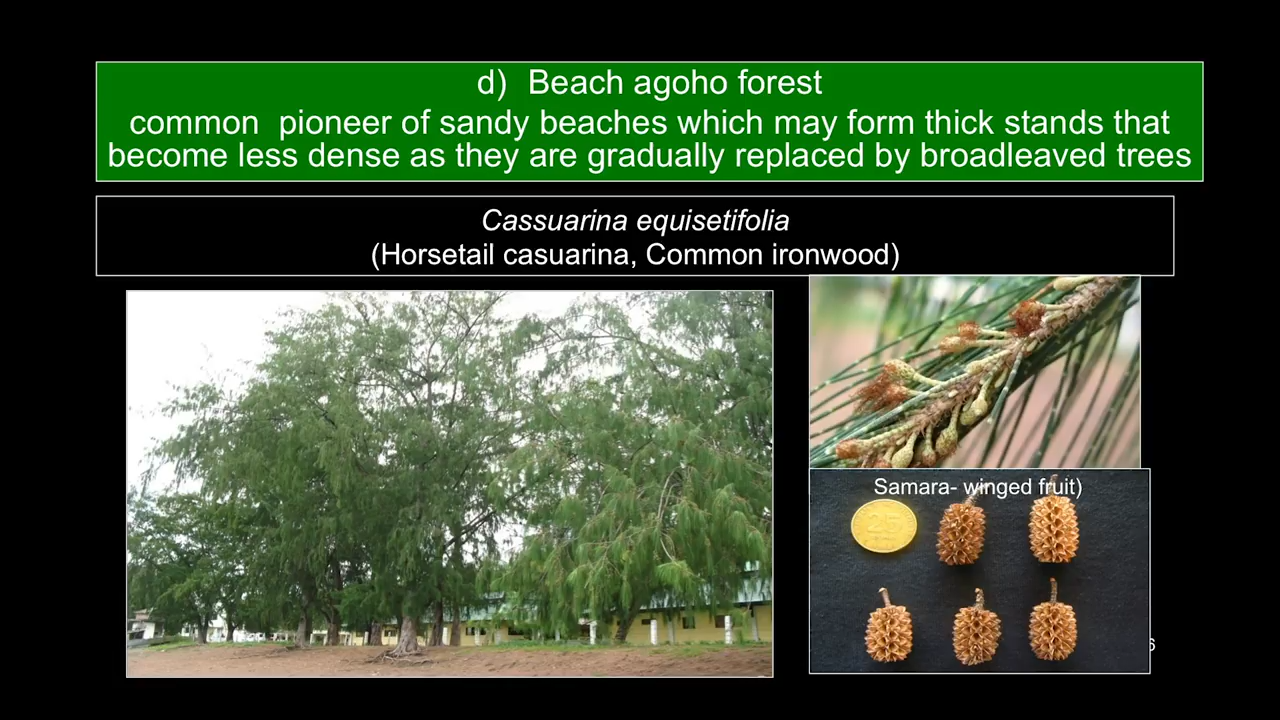 d) Beach agoho forest
common pioneer of sandy beaches which may form thick stands that
become less dense as they are gradually replaced by broadleaved trees
Cassuarina equisetifolia
(Horsetail casuarina, Common ironwood)
Samara- winged fruit)
25
6